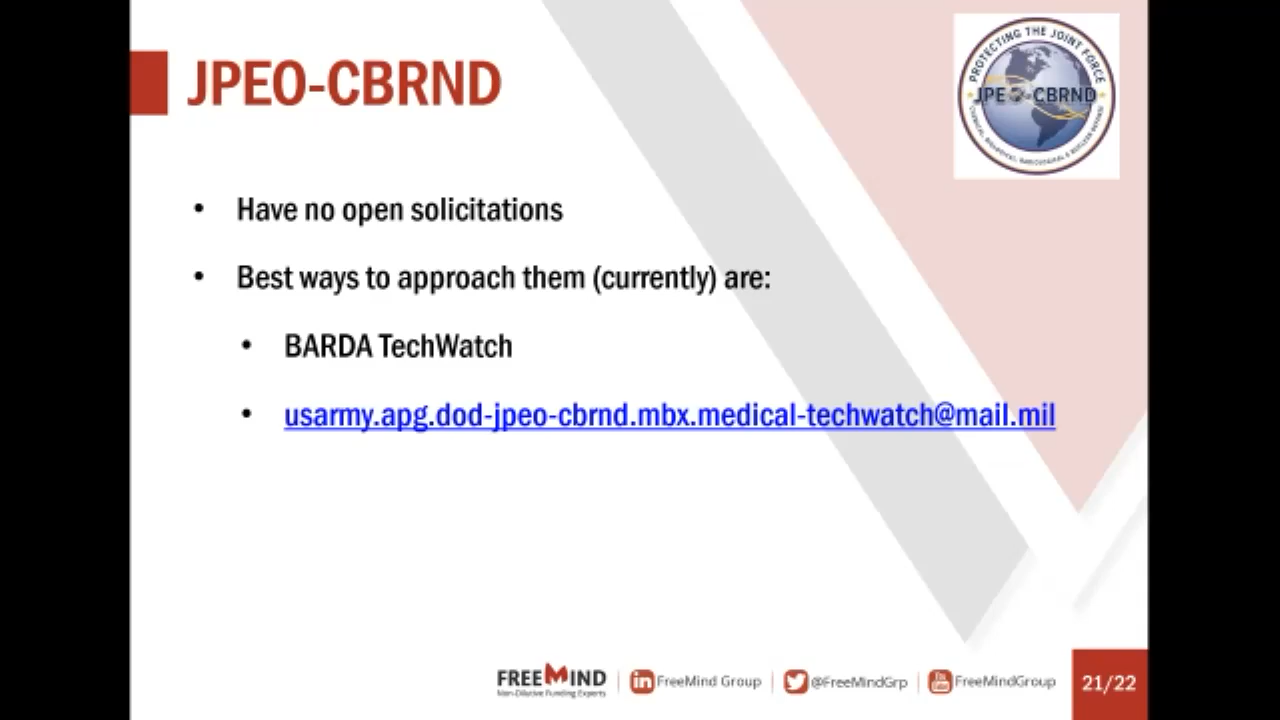 JPEO-CBRND
PROTECTING THE JOINT FORCE
JPE -CBRND
• Have no open solicitations
• Best ways to approach them (currently) are:
• BARDA TechWatch
• usarmy.apg.dod-jpeo-cbrnd.mbx.medical-techwatch@mail.mil
FREEMIND
Non-Dilutive Funding Experts
in FreeMind Group
@FreeMindGrp
FreeMindGroup
21/22